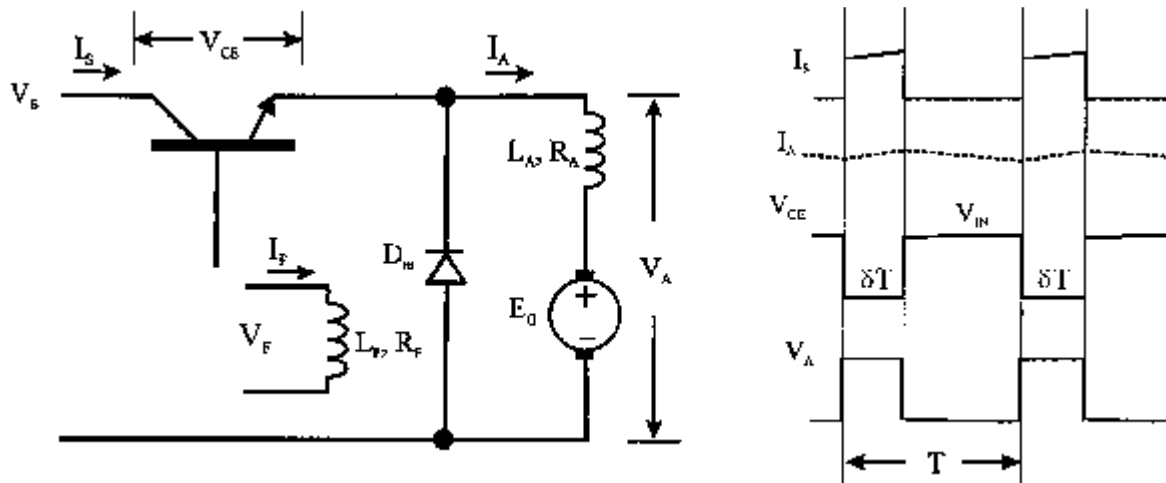 I_S
V_CE
I_A
V_S
L_A, R_A
I_F
D_m
V_A
E_0
+
−
V_F
L_F, R_F
I_S
I_A
V_CE
V_IN
δT
δT
V_A
T